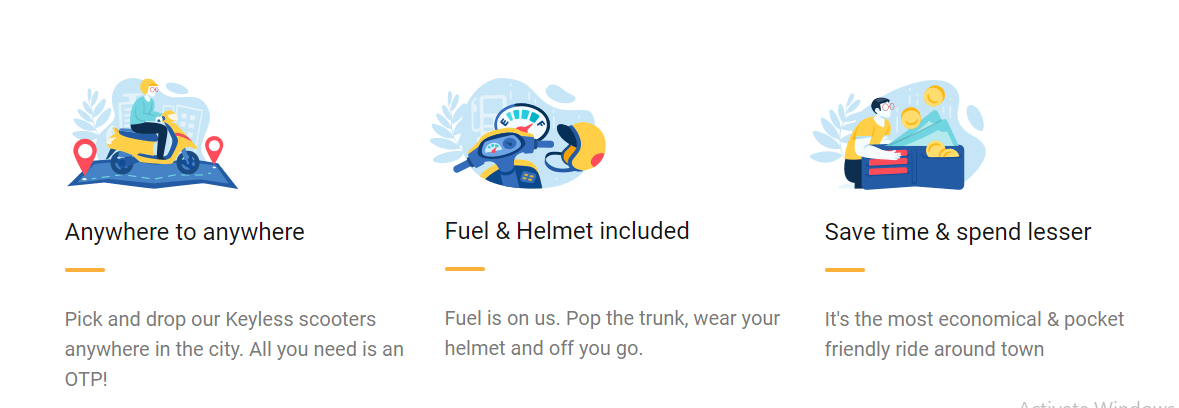 E F
Anywhere to anywhere
Fuel & Helmet included
Save time & spend lesser
Pick and drop our Keyless scooters
anywhere in the city. All you need is an
OTP!
Fuel is on us. Pop the trunk, wear your
helmet and off you go.
It's the most economical & pocket
friendly ride around town
Activate Windows